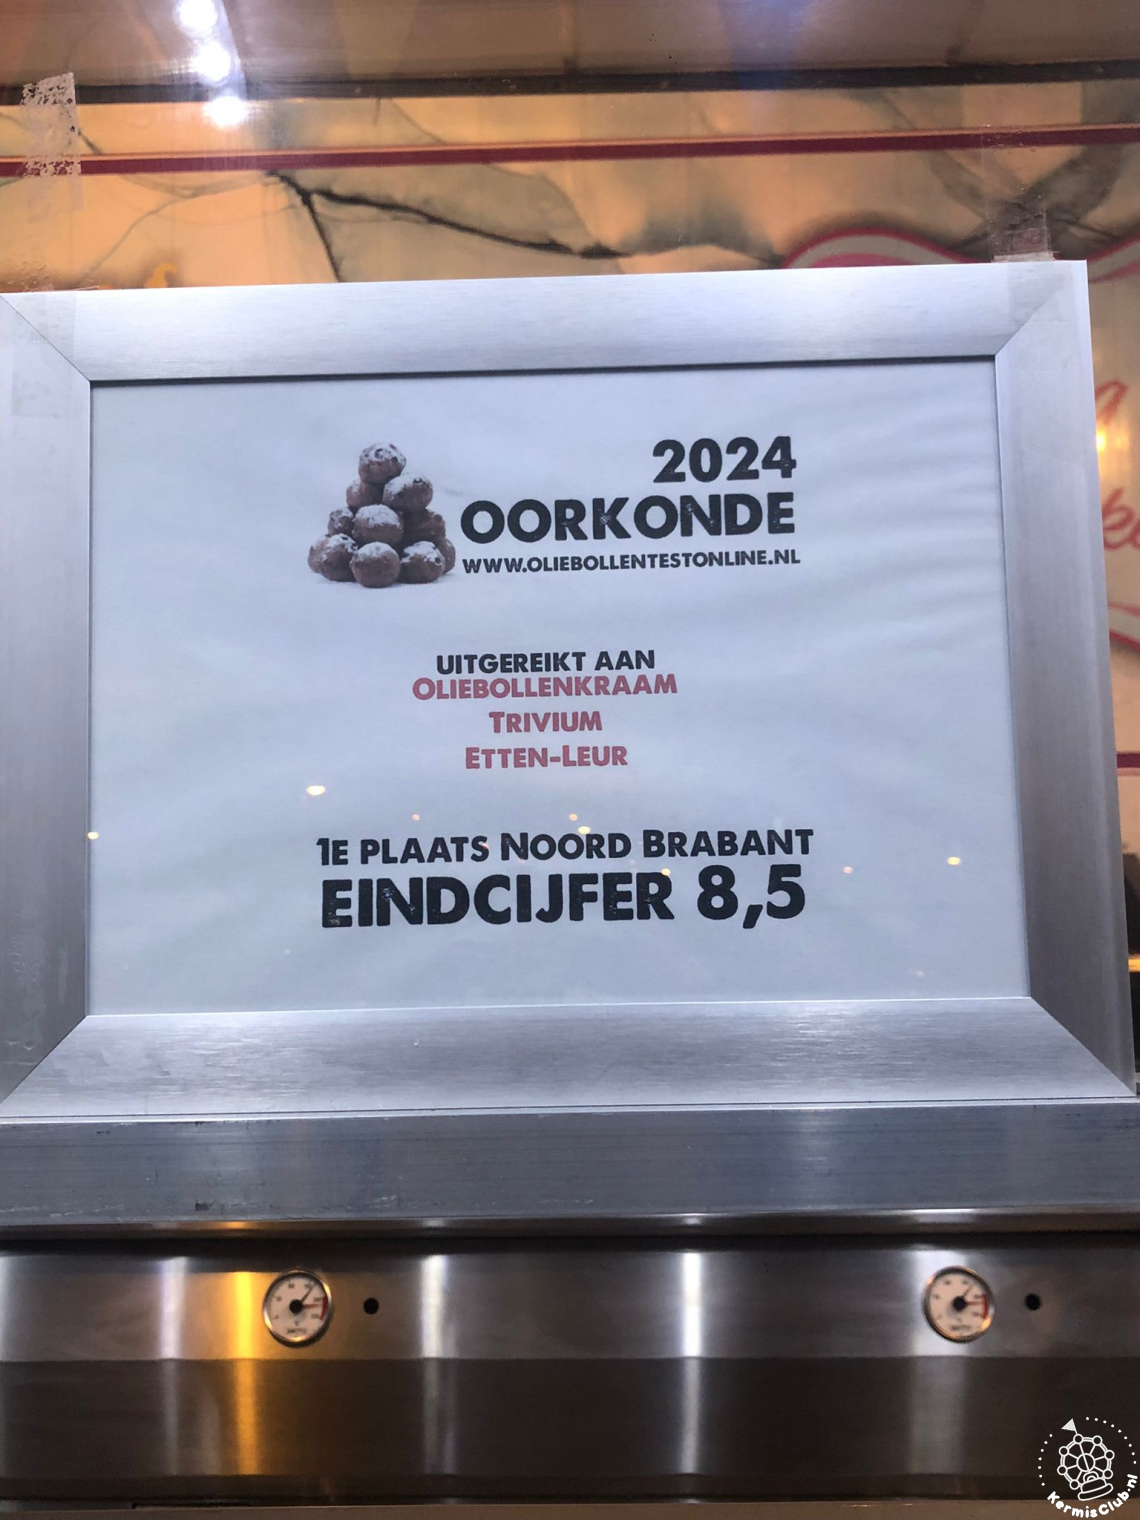 2024
OORKONDE
WWW.OLIEBOLLENTESTONLINE.NL
UITGEREIKT AAN
OLIEBOLLENKRAAM
TRIVIUM
ETTEN-LEUR
1E PLAATS NOORD BRABANT
EINDCIJFER 8,5
KermisClub.nl